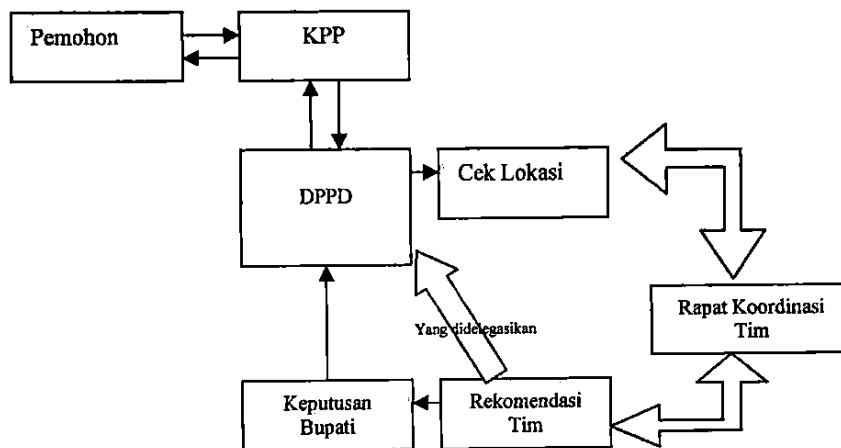 Pemohon
KPP
DPPD
Cek Lokasi
Rapat Koordinasi
Tim
Yang didelegasikan
Keputusan
Bupati
Rekomendasi
Tim